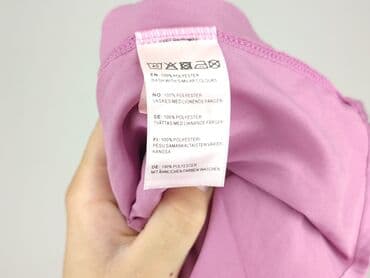 EN: 100% POLYESTER
WASH WITH SIMILAR COLOURS
NO: 100% POLYESTER
VASKES MED LIGNENDE FARGER
SE: 100% POLYESTER
TVÄTTAS MED LIKNANDE FÄRGER
FI: 100% POLYESTERI
PESU SAMANKALTAISTEN VÄRIEN
KANSSA
DE: 100% POLYESTER
MIT ÄHNLICHEN FARBEN WASCHEN